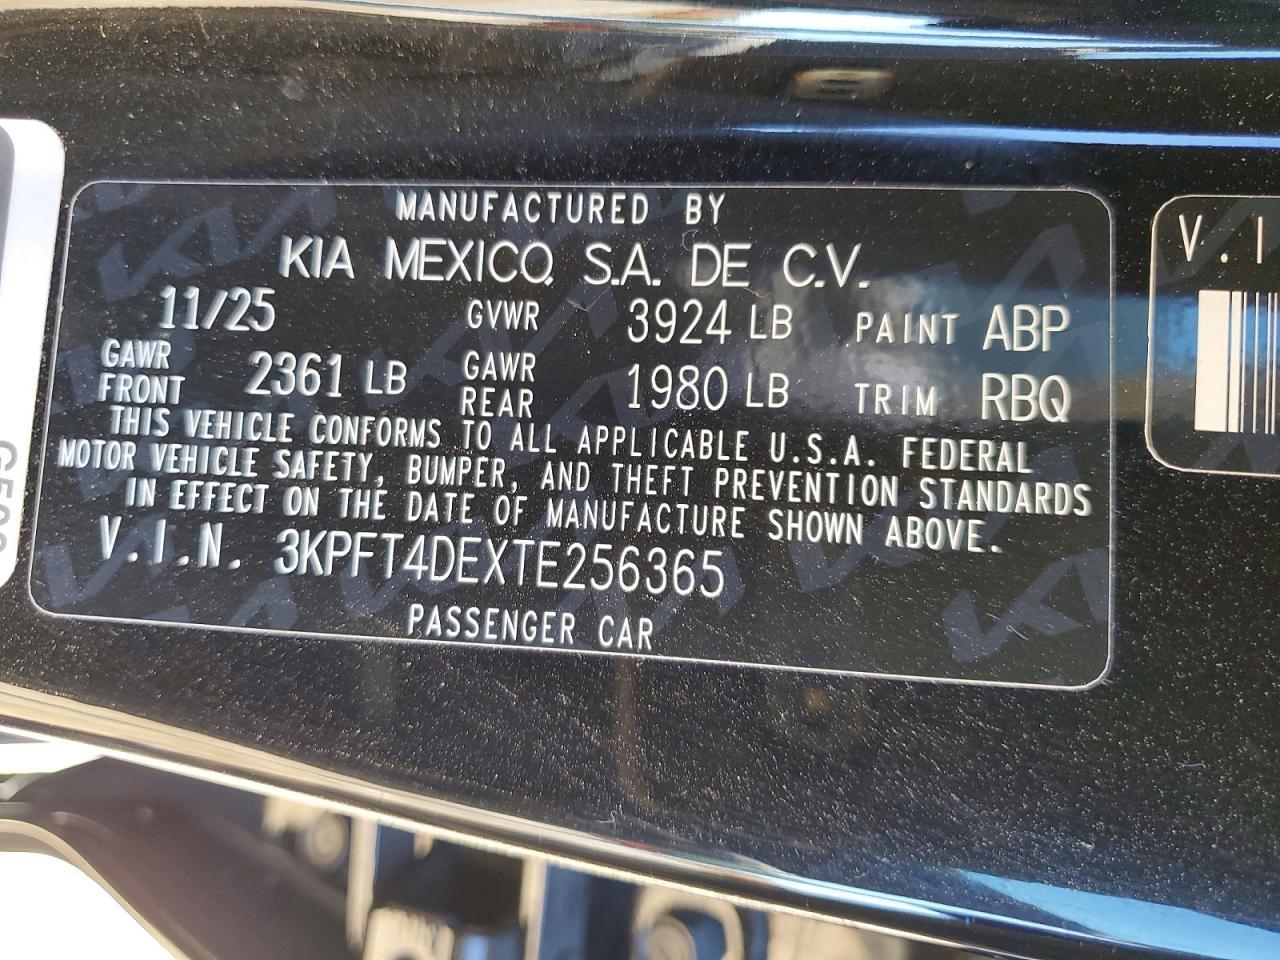 MANUFACTURED BY
KIA MEXICO, S.A. DE C.V.
11/25 GVWR 3924 LB PAINT ABP
GAWR FRONT 2361 LB GAWR REAR 1980 LB TRIM RBQ
THIS VEHICLE CONFORMS TO ALL APPLICABLE U.S.A. FEDERAL
MOTOR VEHICLE SAFETY, BUMPER, AND THEFT PREVENTION STANDARDS
IN EFFECT ON THE DATE OF MANUFACTURE SHOWN ABOVE.
V.I.N. 3KPFT4DEXTE256365
PASSENGER CAR
V.I